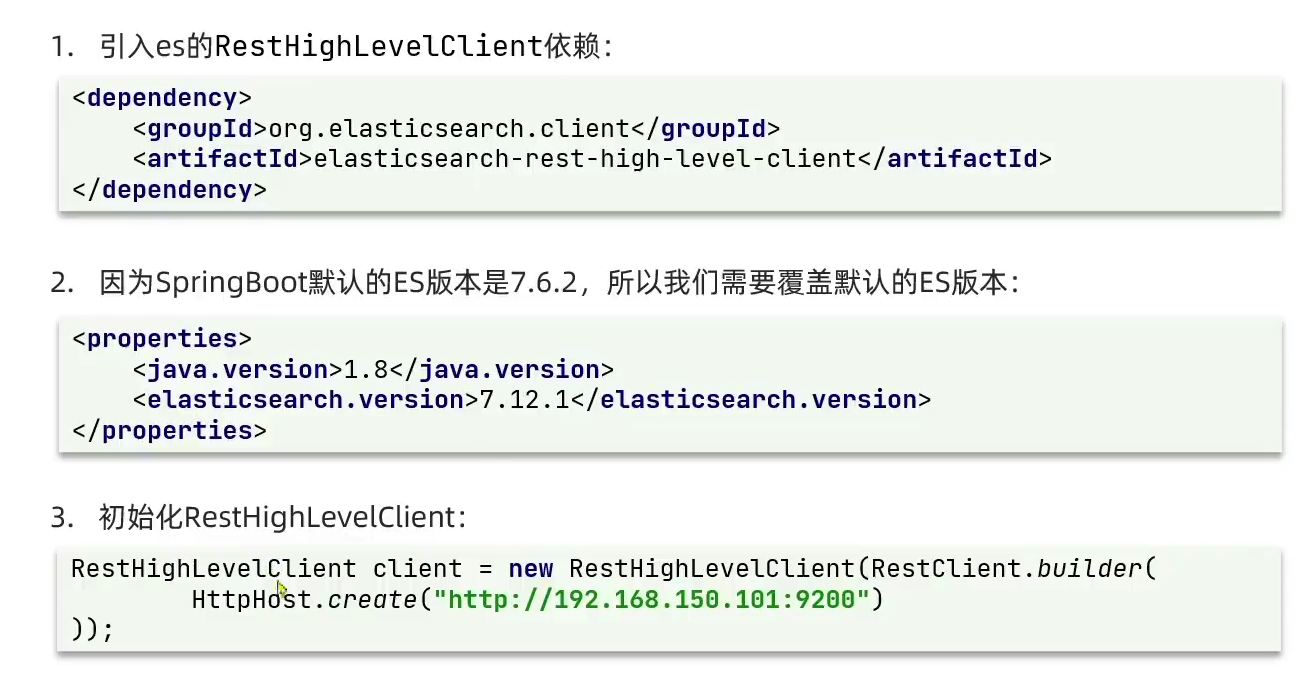 1. 引入es的RestHighLevelClient依赖：
<dependency>
    <groupId>org.elasticsearch.client</groupId>
    <artifactId>elasticsearch-rest-high-level-client</artifactId>
</dependency>
2. 因为SpringBoot默认的ES版本是7.6.2，所以我们需要覆盖默认的ES版本：
<properties>
    <java.version>1.8</java.version>
    <elasticsearch.version>7.12.1</elasticsearch.version>
</properties>
3. 初始化RestHighLevelClient：
RestHighLevelClient client = new RestHighLevelClient(RestClient.builder(
        HttpHost.create("http://192.168.150.101:9200")
));